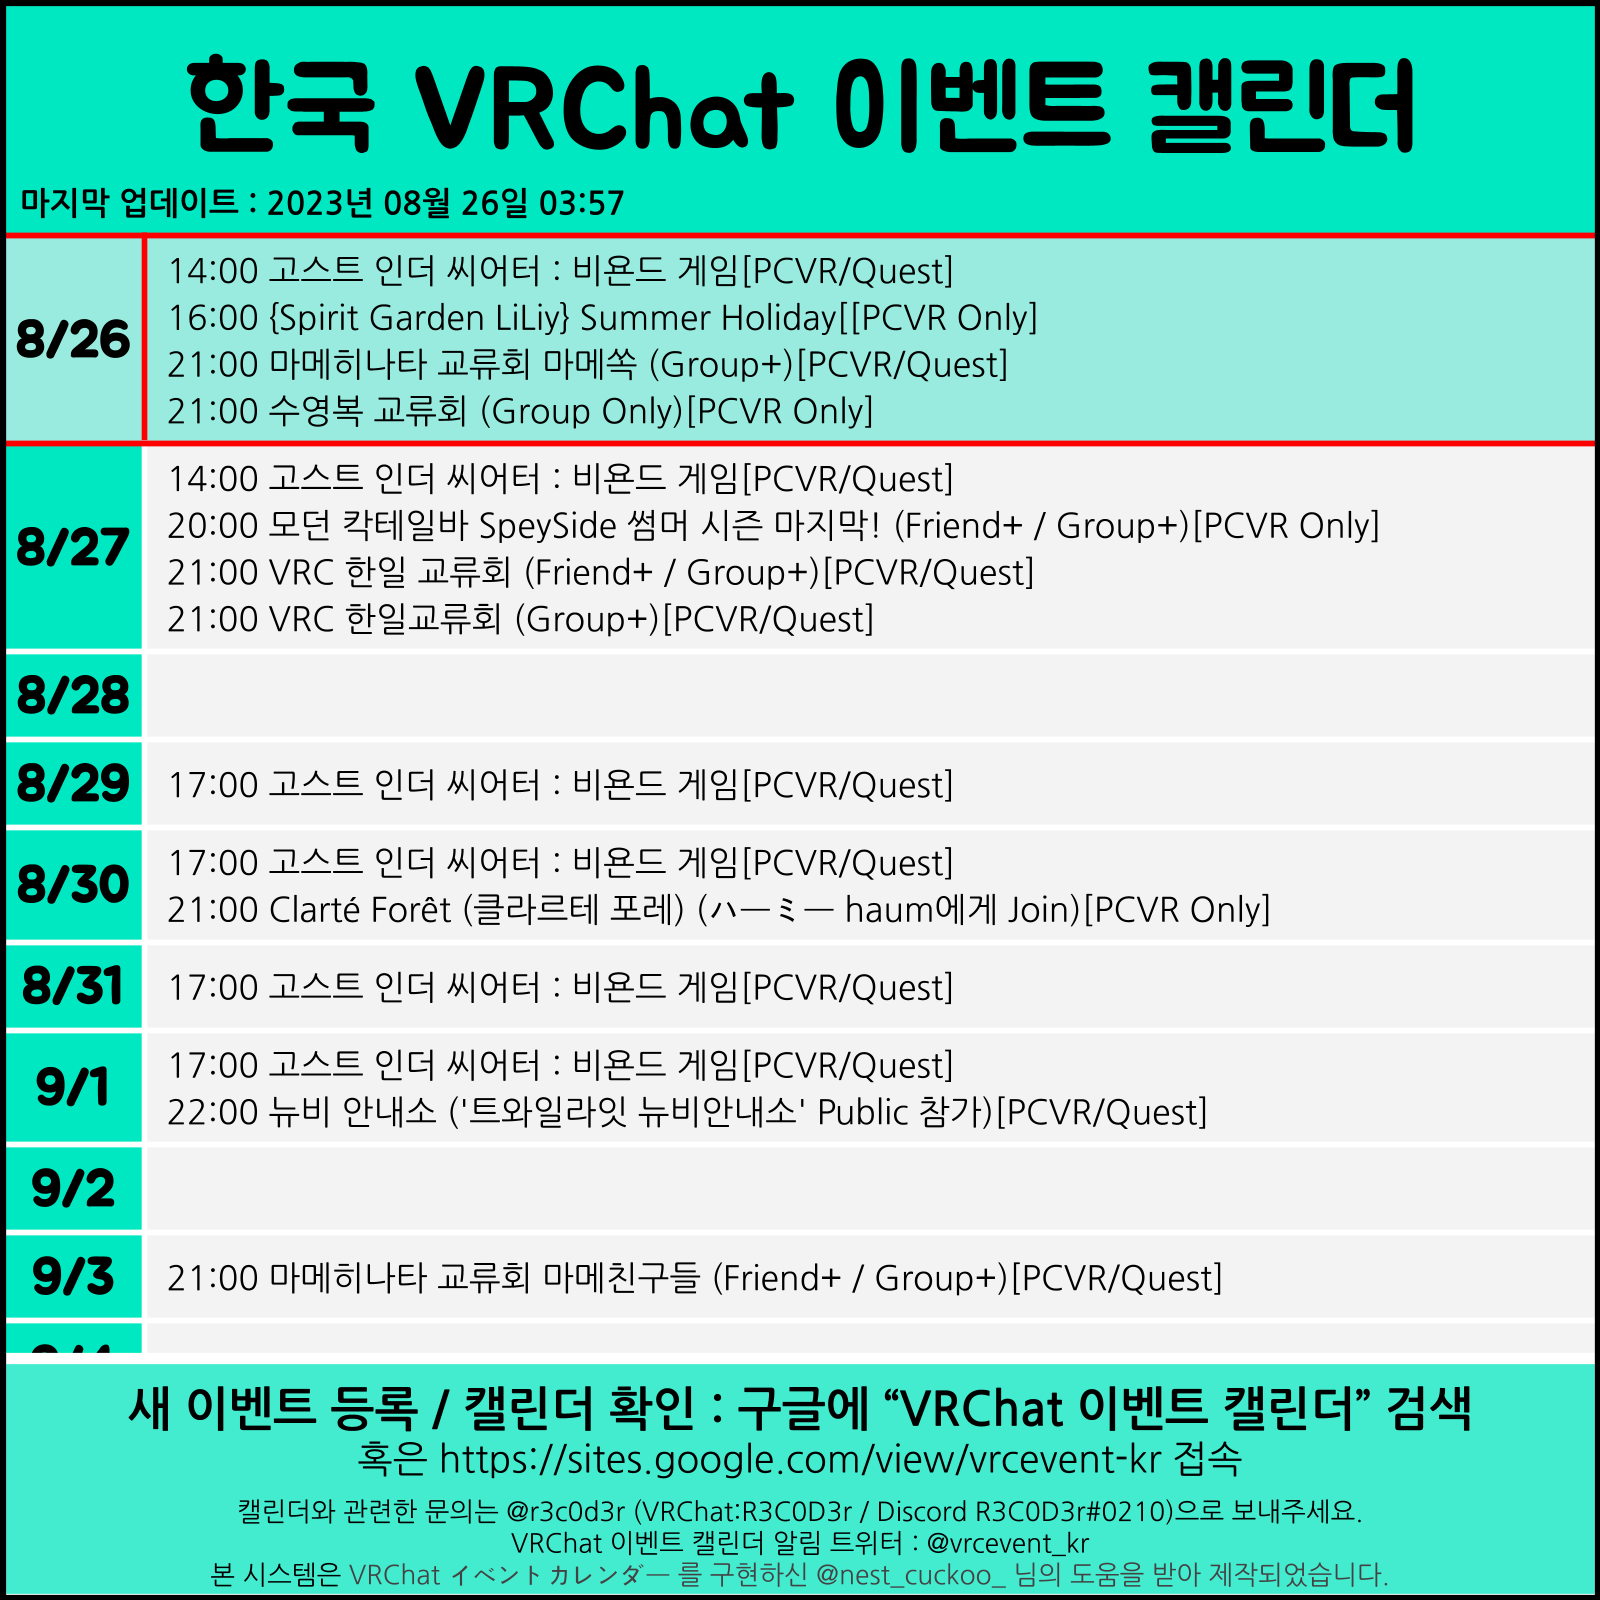 한국 VRChat 이벤트 캘린더
마지막 업데이트 : 2023년 08월 26일 03:57
8/26
14:00 고스트 인더 씨어터 : 비욘드 게임[PCVR/Quest]
16:00 {Spirit Garden LiLiy} Summer Holiday[[PCVR Only]
21:00 마메히나타 교류회 마메쏙 (Group+)[PCVR/Quest]
21:00 수영복 교류회 (Group Only)[PCVR Only]
8/27
14:00 고스트 인더 씨어터 : 비욘드 게임[PCVR/Quest]
20:00 모던 칵테일바 SpeySide 썸머 시즌 마지막! (Friend+ / Group+)[PCVR Only]
21:00 VRC 한일 교류회 (Friend+ / Group+)[PCVR/Quest]
21:00 VRC 한일교류회 (Group+)[PCVR/Quest]
8/28
8/29
17:00 고스트 인더 씨어터 : 비욘드 게임[PCVR/Quest]
8/30
17:00 고스트 인더 씨어터 : 비욘드 게임[PCVR/Quest]
21:00 Clarté Forêt (클라르테 포레) (ハーミー haum에게 Join)[PCVR Only]
8/31
17:00 고스트 인더 씨어터 : 비욘드 게임[PCVR/Quest]
9/1
17:00 고스트 인더 씨어터 : 비욘드 게임[PCVR/Quest]
22:00 뉴비 안내소 ('트와일라잇 뉴비안내소' Public 참가)[PCVR/Quest]
9/2
9/3
21:00 마메히나타 교류회 마메친구들 (Friend+ / Group+)[PCVR/Quest]
새 이벤트 등록 / 캘린더 확인 : 구글에 “VRChat 이벤트 캘린더” 검색
혹은 https://sites.google.com/view/vrcevent-kr 접속
캘린더와 관련한 문의는 @r3c0d3r (VRChat:R3C0D3r / Discord R3C0D3r#0210)으로 보내주세요.
VRChat 이벤트 캘린더 알림 트위터 : @vrcevent_kr
본 시스템은 VRChat イベントカレンダー 를 구현하신 @nest_cuckoo_ 님의 도움을 받아 제작되었습니다.